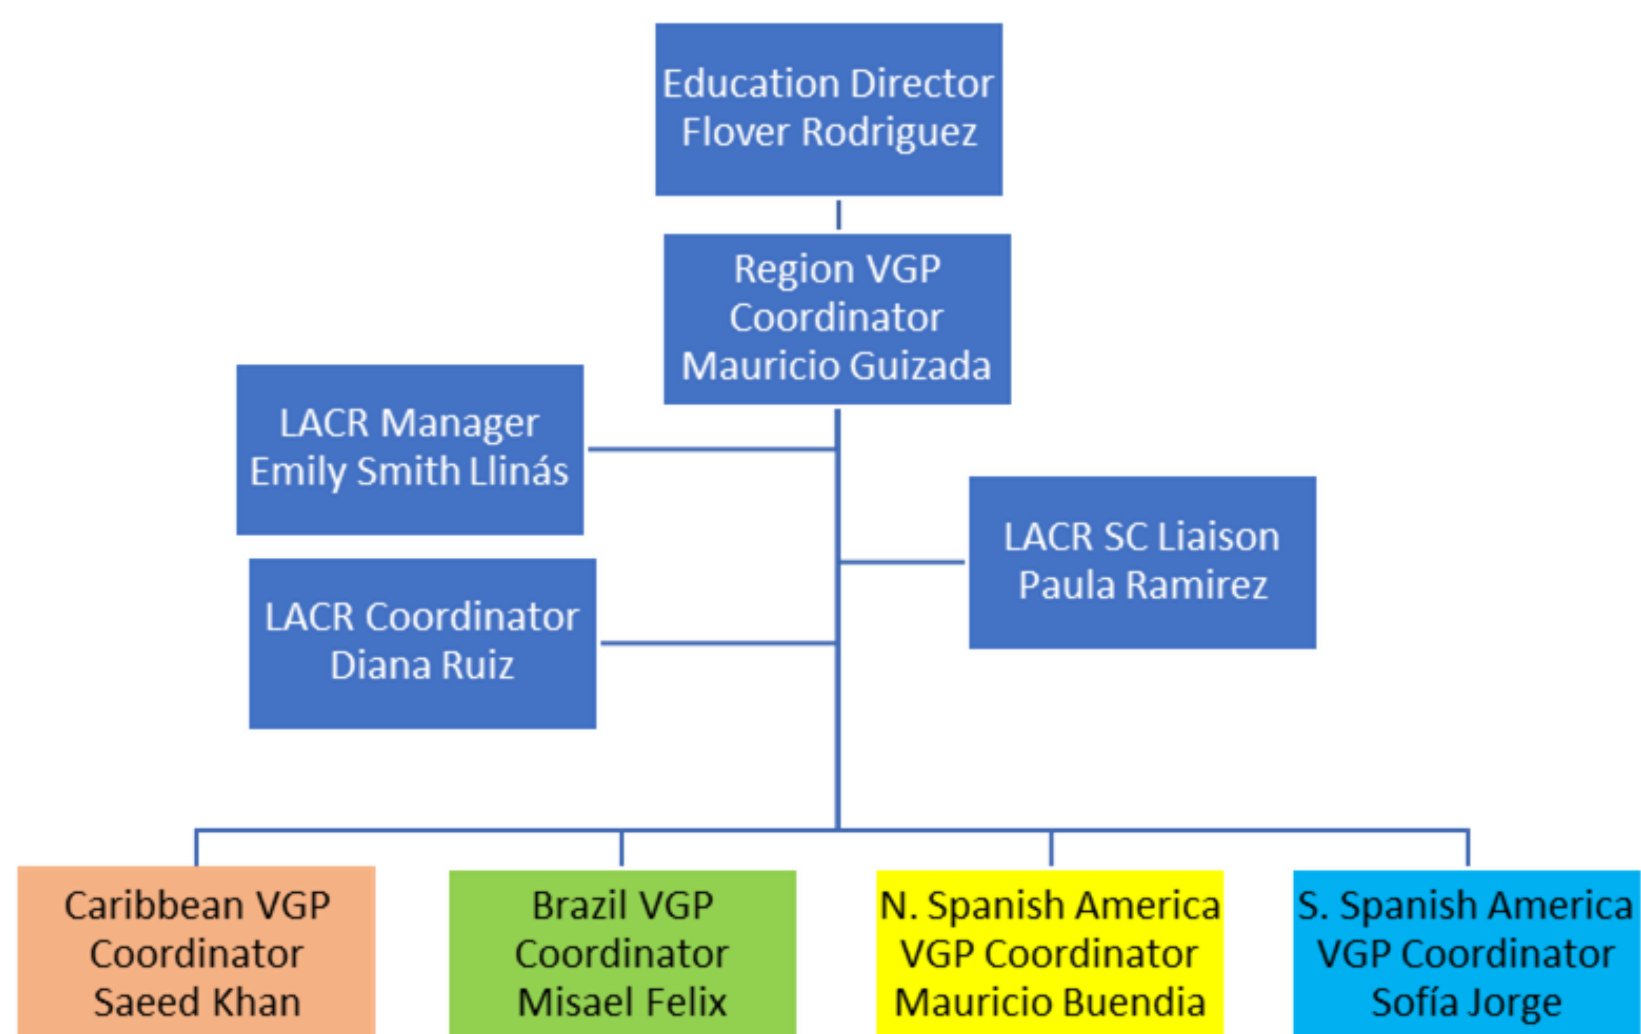 Education Director
Flover Rodriguez
Region VGP
Coordinator
Mauricio Guizada
LACR Manager
Emily Smith Llinás
LACR SC Liaison
Paula Ramirez
LACR Coordinator
Diana Ruiz
Caribbean VGP
Coordinator
Saeed Khan
Brazil VGP
Coordinator
Misael Felix
N. Spanish America
VGP Coordinator
Mauricio Buendia
S. Spanish America
VGP Coordinator
Sofía Jorge